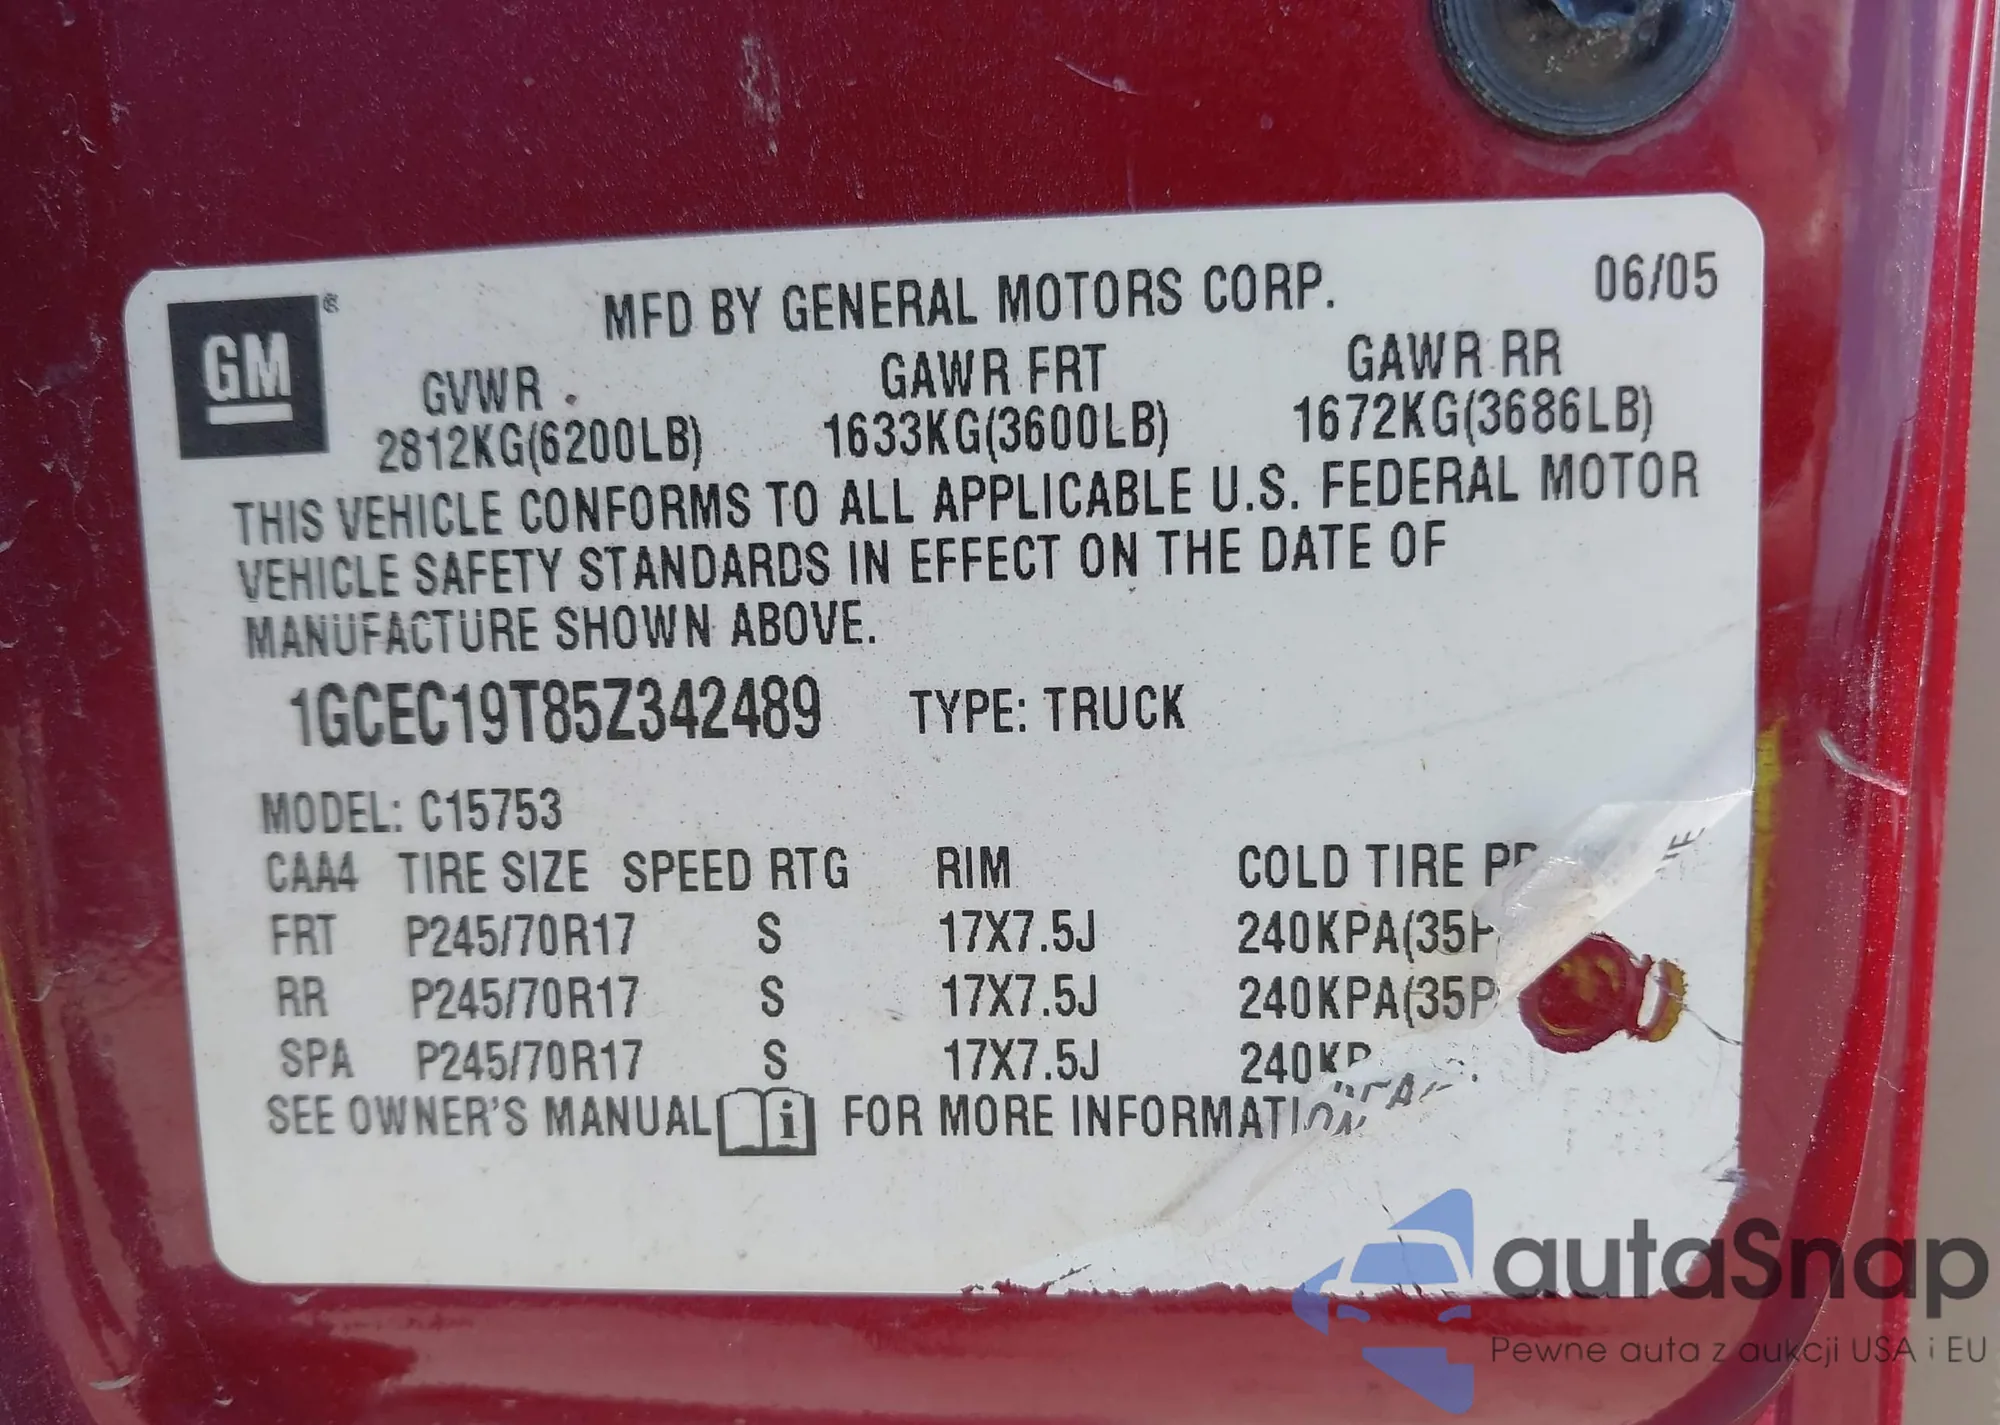 MFD BY GENERAL MOTORS CORP. 06/05
GM ®
GVWR GAWR FRT GAWR RR
2812KG(6200LB) 1633KG(3600LB) 1672KG(3686LB)
THIS VEHICLE CONFORMS TO ALL APPLICABLE U.S. FEDERAL MOTOR
VEHICLE SAFETY STANDARDS IN EFFECT ON THE DATE OF
MANUFACTURE SHOWN ABOVE.
1GCEC19T85Z342489 TYPE: TRUCK
MODEL: C15753
CAA4 TIRE SIZE SPEED RTG RIM COLD TIRE
FRT P245/70R17 S 17X7.5J 240KPA(35
RR P245/70R17 S 17X7.5J 240KPA(35P
SPA P245/70R17 S 17X7.5J 240KP
SEE OWNER'S MANUAL i FOR MORE INFORMATION
autaSnap
Pewne auta z aukcji USA i EU